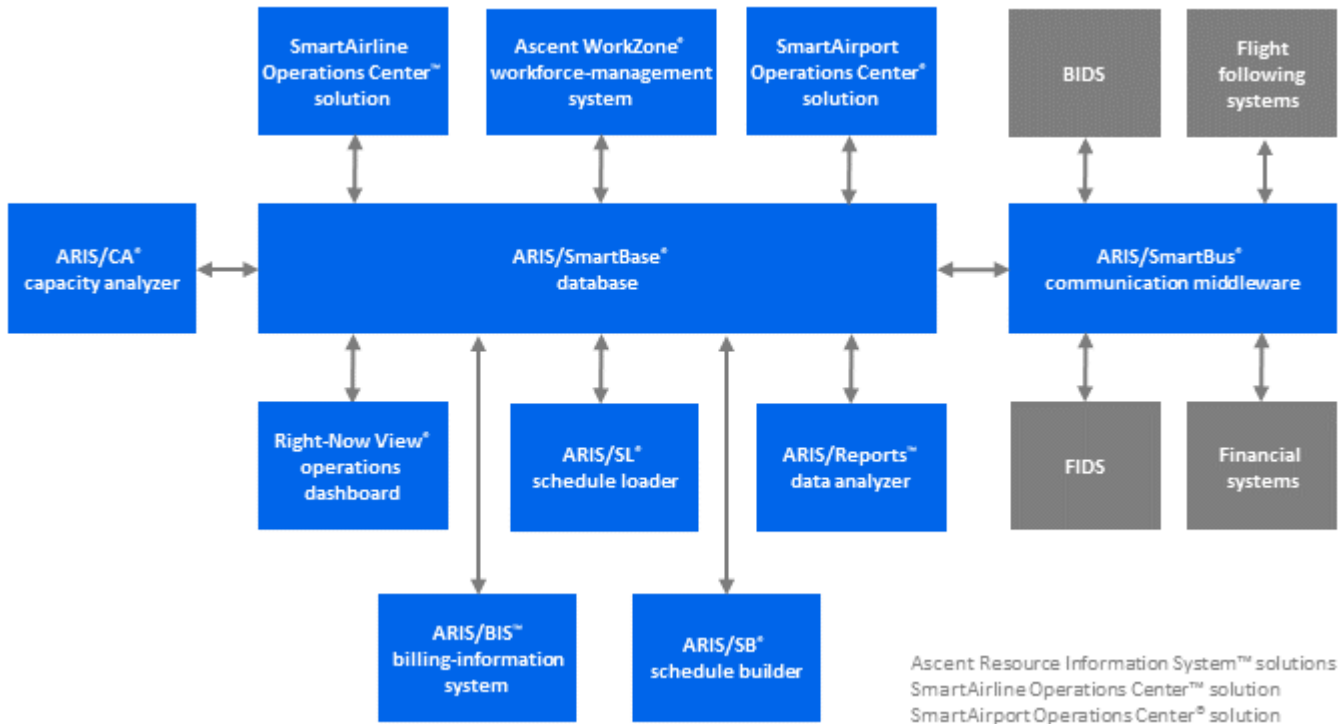 SmartAirline
Operations Center™
solution
Ascent WorkZone®
workforce-management
system
SmartAirport
Operations Center®
solution
BIDS
Flight
following
systems
ARIS/CA®
capacity analyzer
ARIS/SmartBase®
database
ARIS/SmartBus®
communication middleware
Right-Now View®
operations
dashboard
ARIS/SL®
schedule loader
ARIS/Reports™
data analyzer
FIDS
Financial
systems
ARIS/BIS™
billing-information
system
ARIS/SB®
schedule builder
Ascent Resource Information System™ solutions
SmartAirline Operations Center™ solution
SmartAirport Operations Center® solution